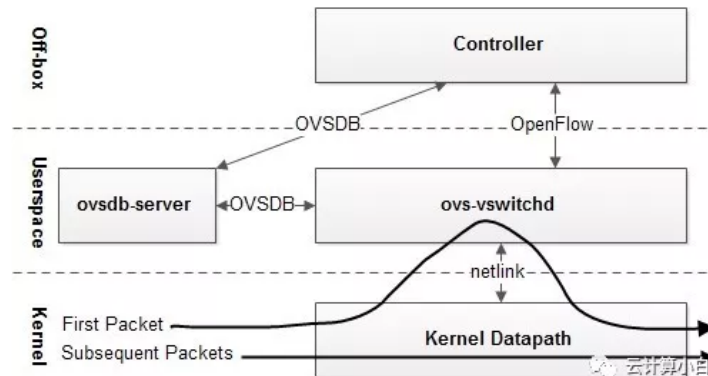 Off-box
Controller
OVSDB
OpenFlow
Userspace
ovsdb-server
OVSDB
ovs-vswitchd
netlink
Kernel
First Packet
Kernel Datapath
Subsequent Packets
云计算小白